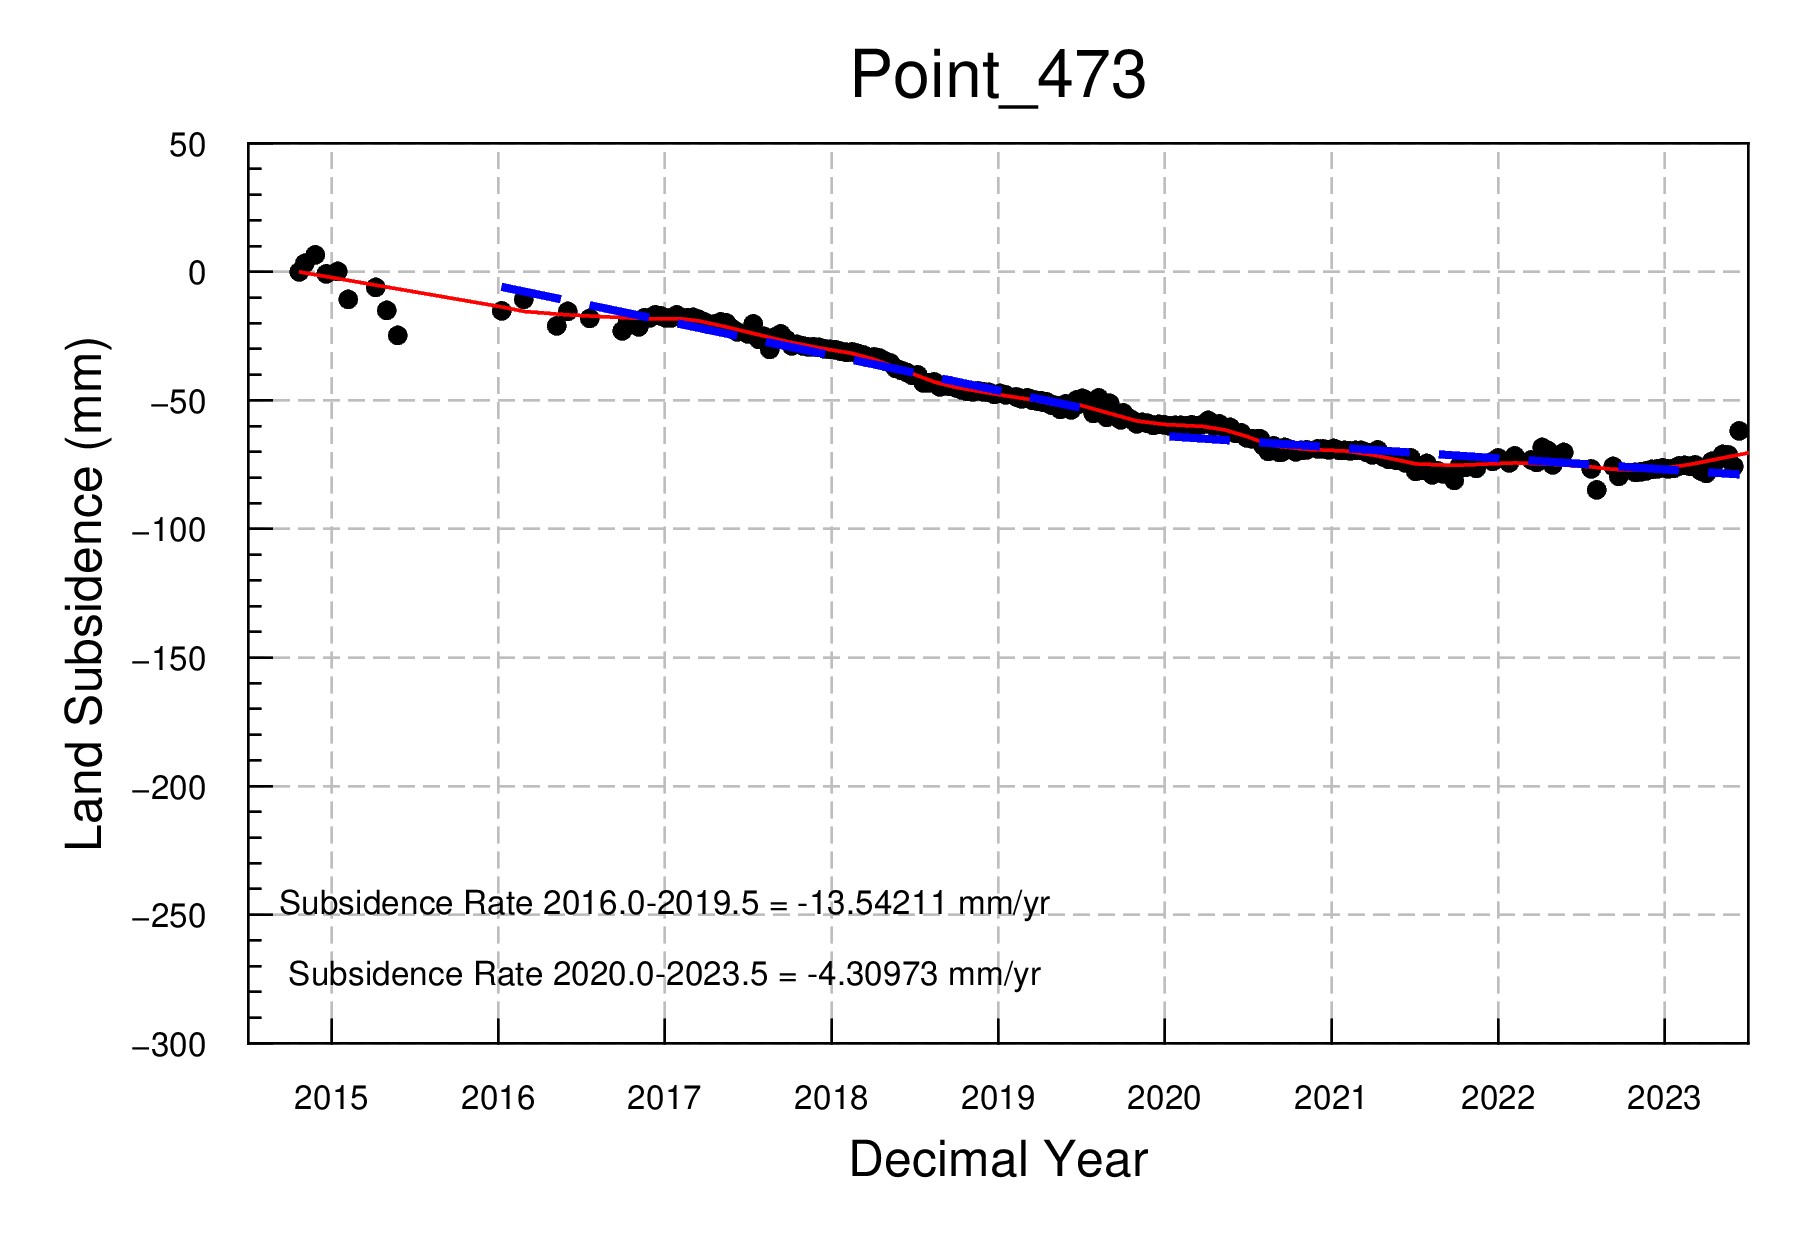 Point_473
50
0
−50
−100
−150
−200
−250
−300
Land Subsidence (mm)
Subsidence Rate 2016.0-2019.5 = -13.54211 mm/yr
Subsidence Rate 2020.0-2023.5 = -4.30973 mm/yr
2015 2016 2017 2018 2019 2020 2021 2022 2023
Decimal Year